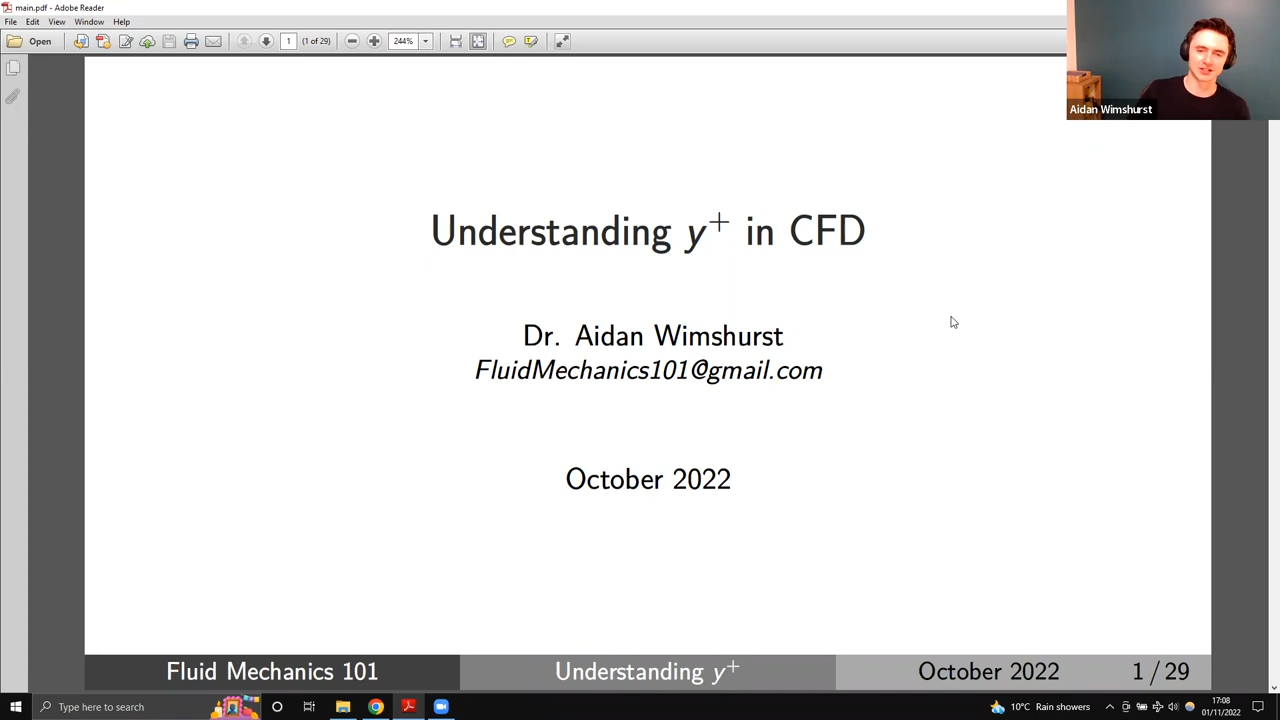 main.pdf - Adobe Reader
File Edit View Window Help
Open 1 (1 of 29) 244%
Aidan Wimshurst
Understanding y+ in CFD
Dr. Aidan Wimshurst
FluidMechanics101@gmail.com
October 2022
Fluid Mechanics 101 Understanding y+ October 2022 1 / 29
Type here to search 10°C Rain showers 17:08
01/11/2022